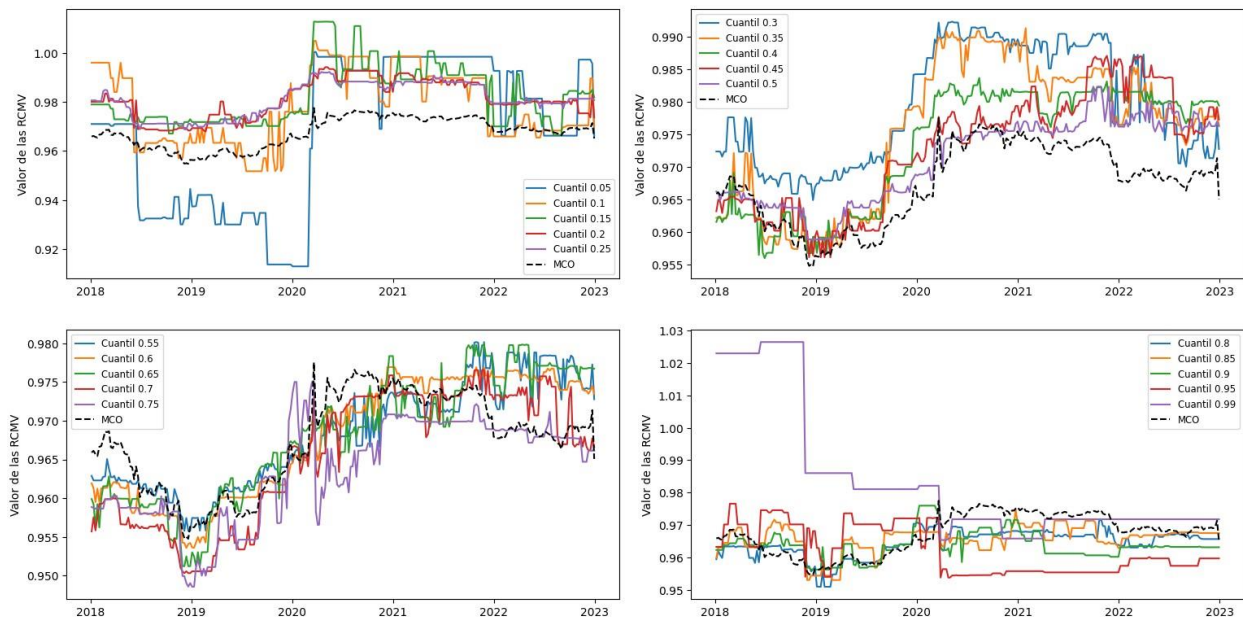 Valor de las RCMV
1.00
0.98
0.96
0.94
0.92
2018
2019
2020
2021
2022
2023
Cuantil 0.05
Cuantil 0.1
Cuantil 0.15
Cuantil 0.2
Cuantil 0.25
MCO
Valor de las RCMV
0.990
0.985
0.980
0.975
0.970
0.965
0.960
0.955
2018
2019
2020
2021
2022
2023
Cuantil 0.3
Cuantil 0.35
Cuantil 0.4
Cuantil 0.45
Cuantil 0.5
MCO
Valor de las RCMV
0.980
0.975
0.970
0.965
0.960
0.955
0.950
2018
2019
2020
2021
2022
2023
Cuantil 0.55
Cuantil 0.6
Cuantil 0.65
Cuantil 0.7
Cuantil 0.75
MCO
Valor de las RCMV
1.03
1.02
1.01
1.00
0.99
0.98
0.97
0.96
0.95
2018
2019
2020
2021
2022
2023
Cuantil 0.8
Cuantil 0.85
Cuantil 0.9
Cuantil 0.95
Cuantil 0.99
MCO